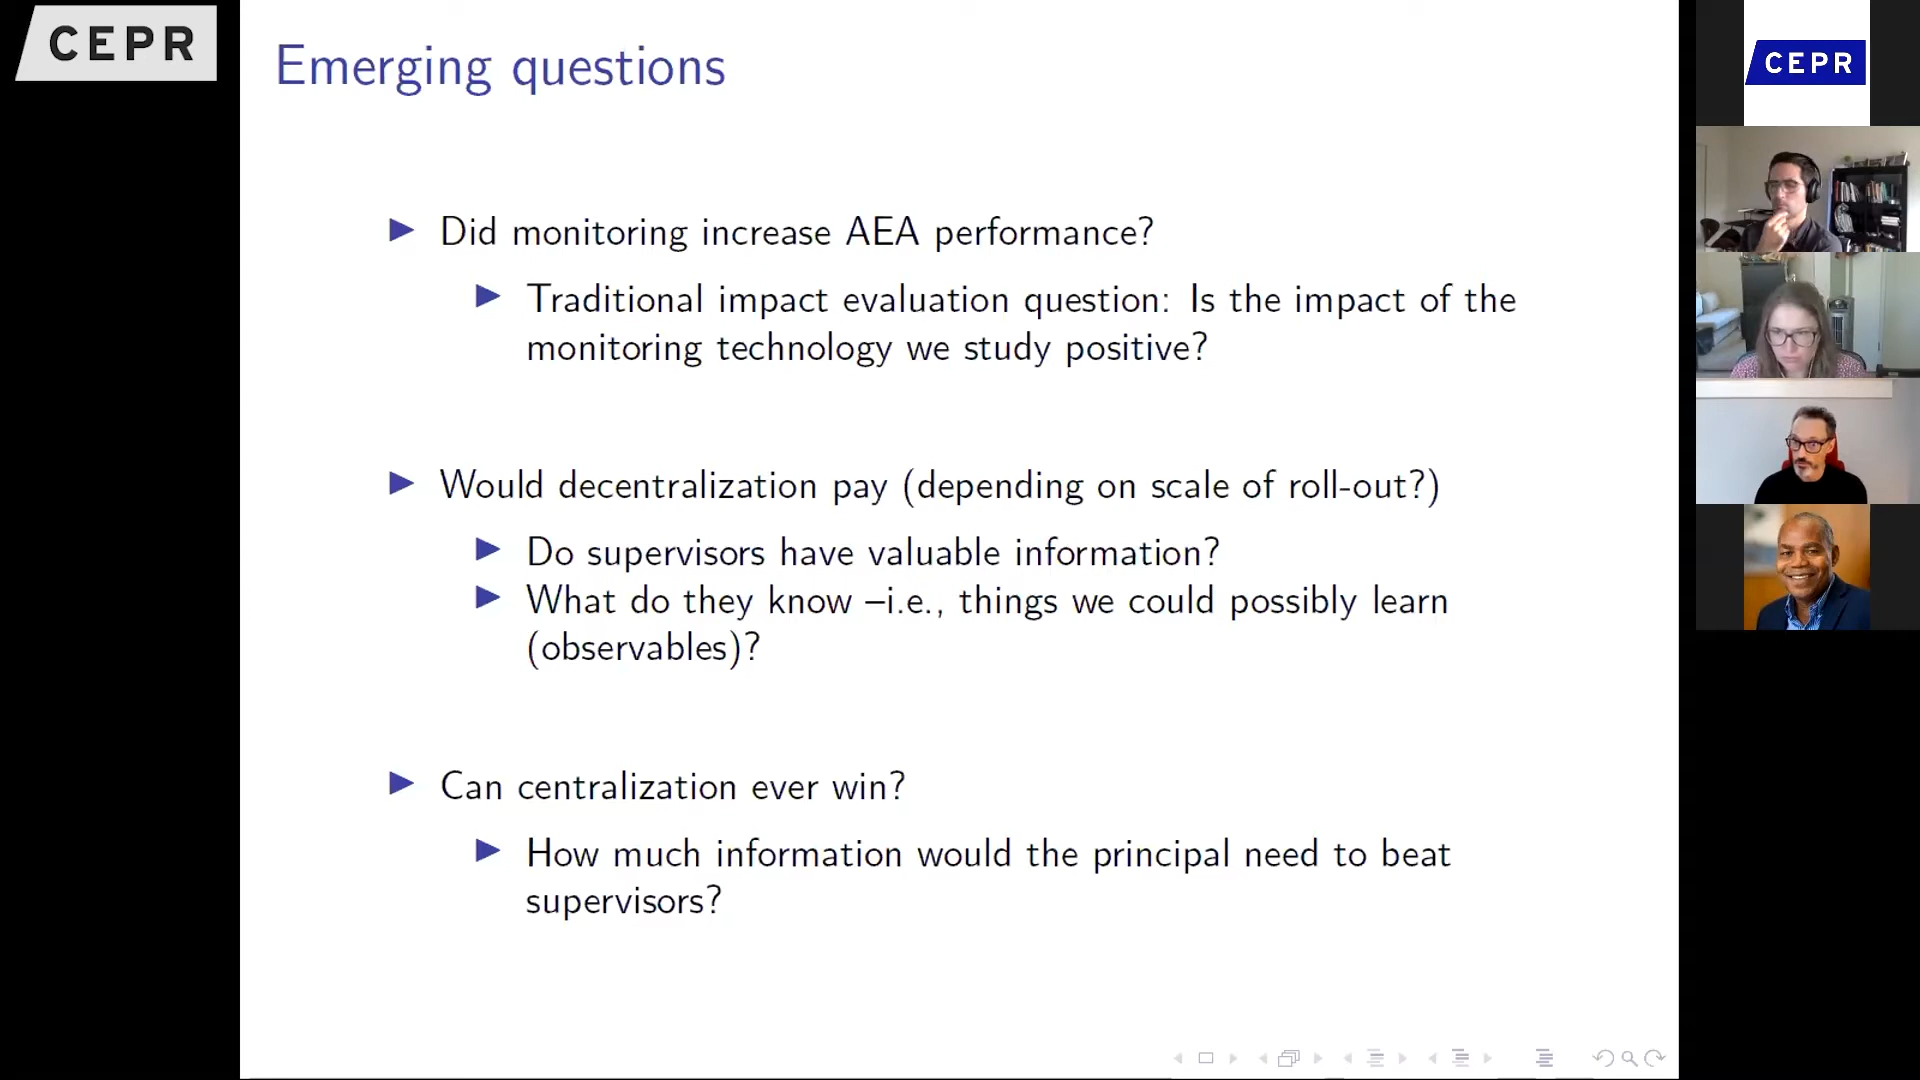 CEPR
Emerging questions
Did monitoring increase AEA performance?
Traditional impact evaluation question: Is the impact of the
monitoring technology we study positive?
Would decentralization pay (depending on scale of roll-out?)
Do supervisors have valuable information?
What do they know –i.e., things we could possibly learn
(observables)?
Can centralization ever win?
How much information would the principal need to beat
supervisors?
CEPR